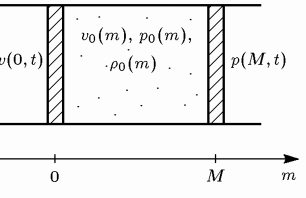 v(0, t)
v₀(m), p₀(m),
ρ₀(m)
p(M, t)
0
M
m